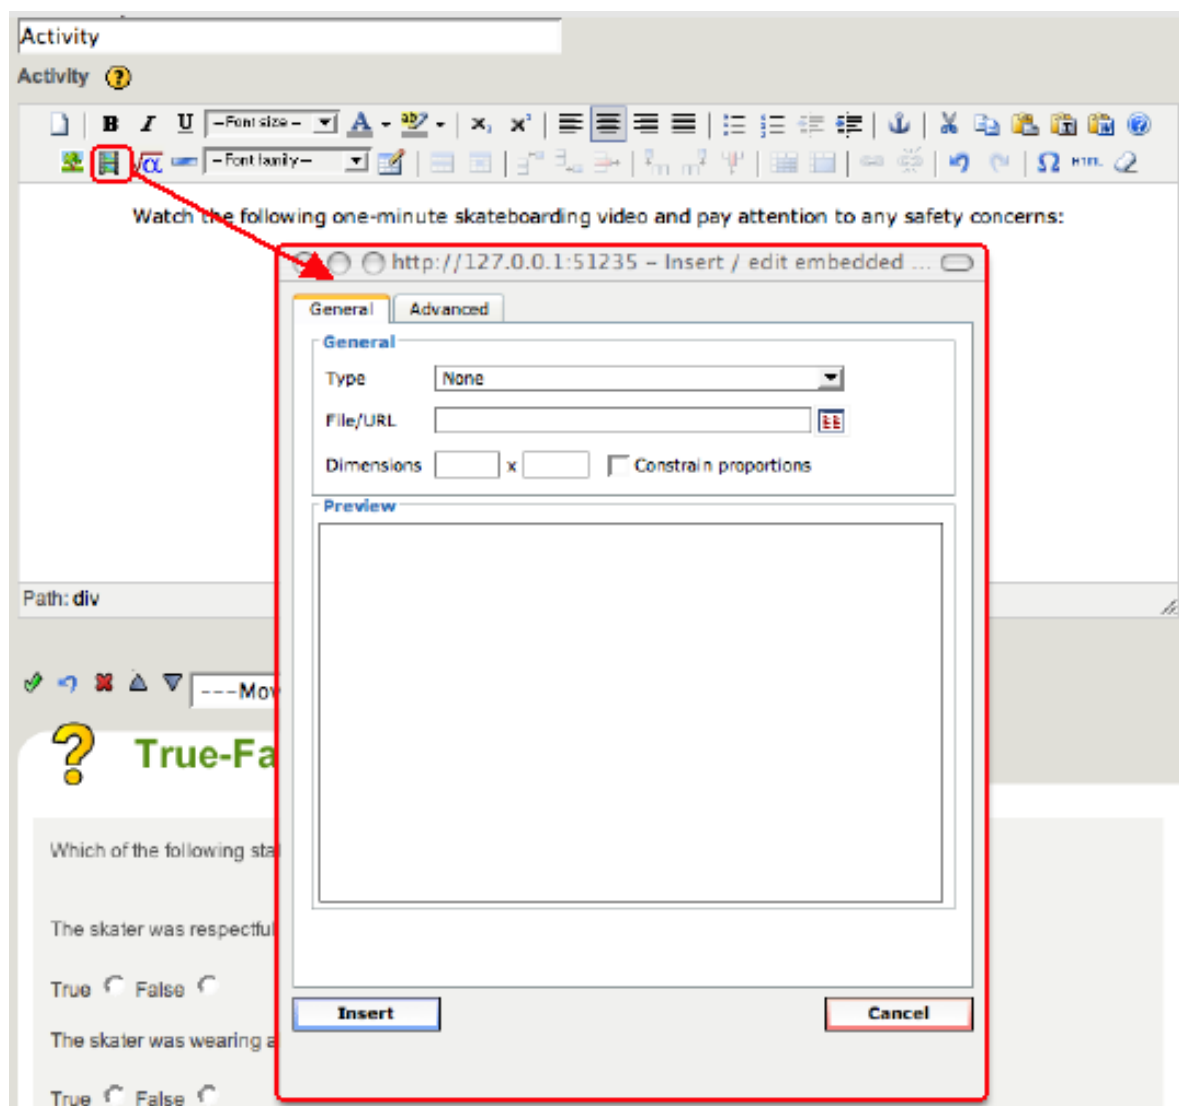 Activity
Activity ?
B I U --Font size-- A ab x, x'
√α --Font family-- Ω HTML
Watch the following one-minute skateboarding video and pay attention to any safety concerns:
http://127.0.0.1:51235 – Insert / edit embedded ...
General Advanced
General
Type None
File/URL
Dimensions x Constrain proportions
Preview
Path: div
---Mov
? True-Fa
Which of the following sta
The skater was respectful
True False
Insert Cancel
The skater was wearing a
True False